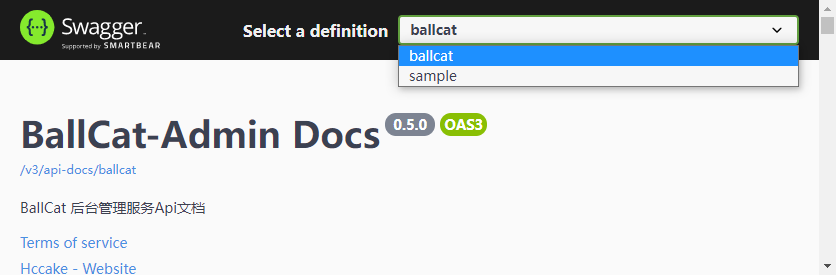 Swagger
Supported by SMARTBEAR
Select a definition
ballcat
ballcat
sample
BallCat-Admin Docs 0.5.0 OAS3
/v3/api-docs/ballcat
BallCat 后台管理服务Api文档
Terms of service
Hccake - Website